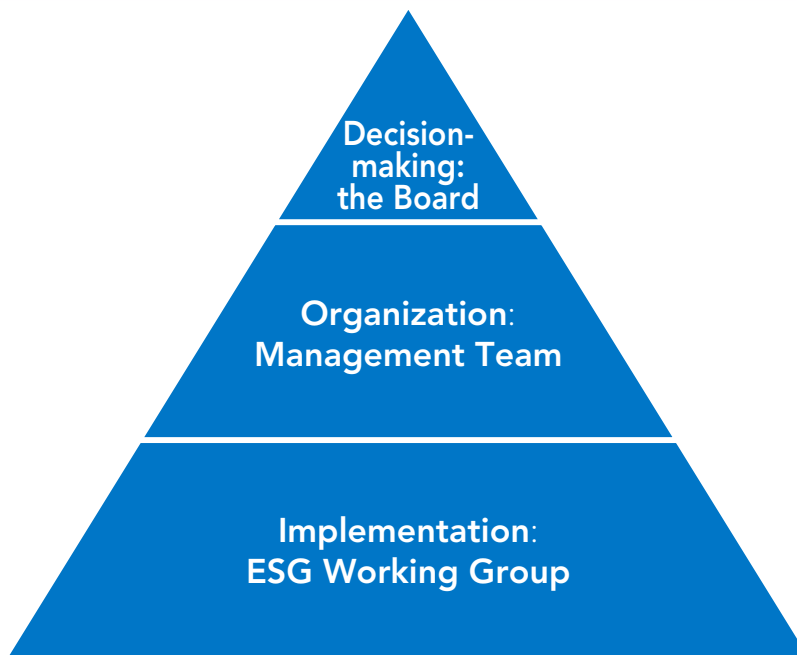 Decision-
making:
the Board
Organization:
Management Team
Implementation:
ESG Working Group